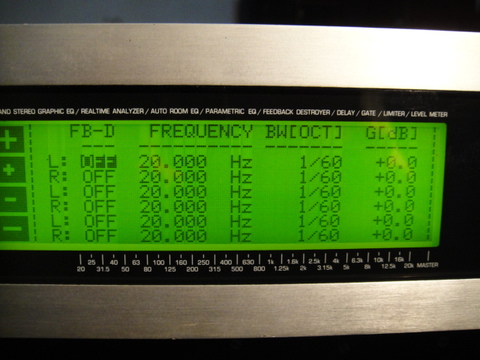 AND STEREO GRAPHIC EQ / REALTIME ANALYZER / AUTO ROOM EQ / PARAMETRIC EQ / FEEDBACK DESTROYER / DELAY / GATE / LIMITER / LEVEL METER
FB-D FREQUENCY BW[OCT] G[dB]
L: OFF 20.000 Hz 1/60 +0.0
R: OFF 20.000 Hz 1/60 +0.0
L: OFF 20.000 Hz 1/60 +0.0
R: OFF 20.000 Hz 1/60 +0.0
L: OFF 20.000 Hz 1/60 +0.0
R: OFF 20.000 Hz 1/60 +0.0
25 40 63 100 160 250 400 630 1k 1.6k 2.5k 4k 6.3k 10k 16k
20 31.5 50 80 125 200 315 500 800 1.25k 2k 3.15k 5k 8k 12.5k 20k MASTER